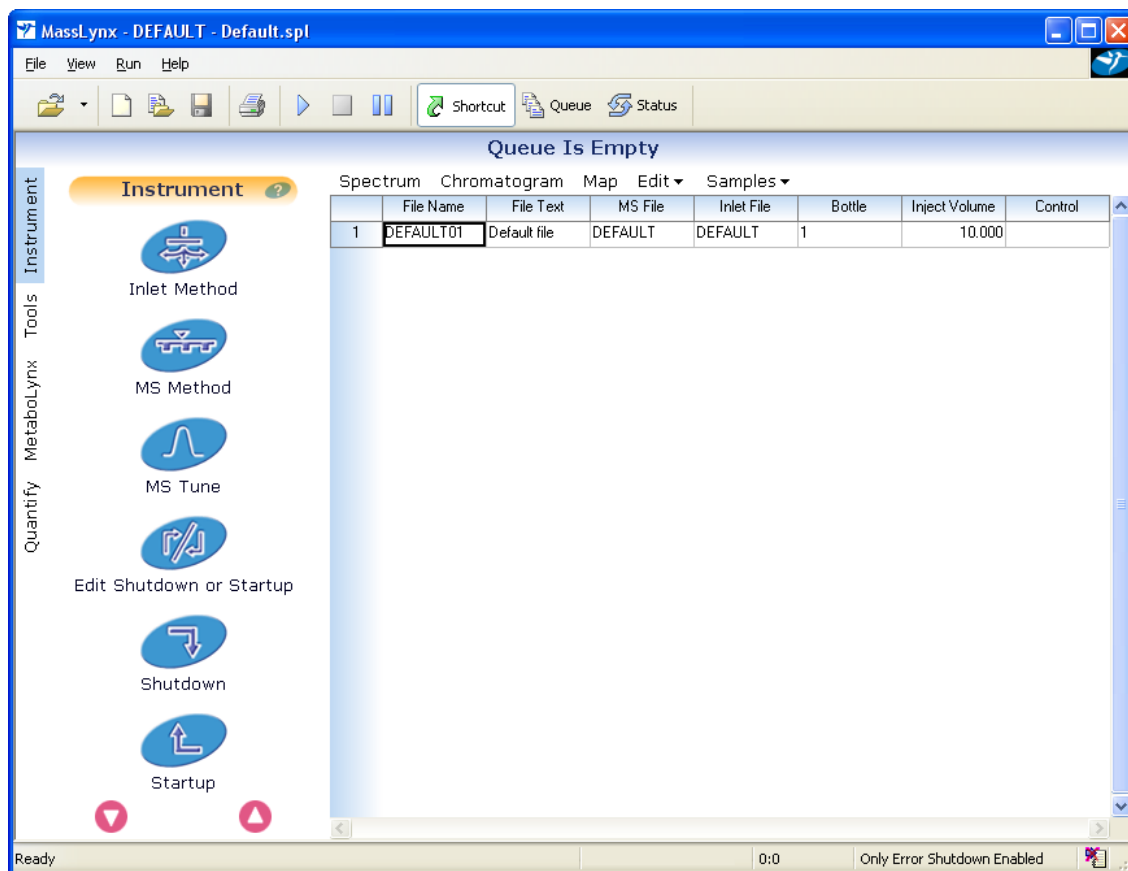 MassLynx - DEFAULT - Default.spl
File View Run Help
Shortcut Queue Status
Queue Is Empty
Instrument
Tools
MetaboLynx
Quantify
Instrument ?
Inlet Method
MS Method
MS Tune
Edit Shutdown or Startup
Shutdown
Startup
Spectrum Chromatogram Map Edit Samples
File Name File Text MS File Inlet File Bottle Inject Volume Control
1 DEFAULT01 Default file DEFAULT DEFAULT 1 10.000
Ready 0:0 Only Error Shutdown Enabled